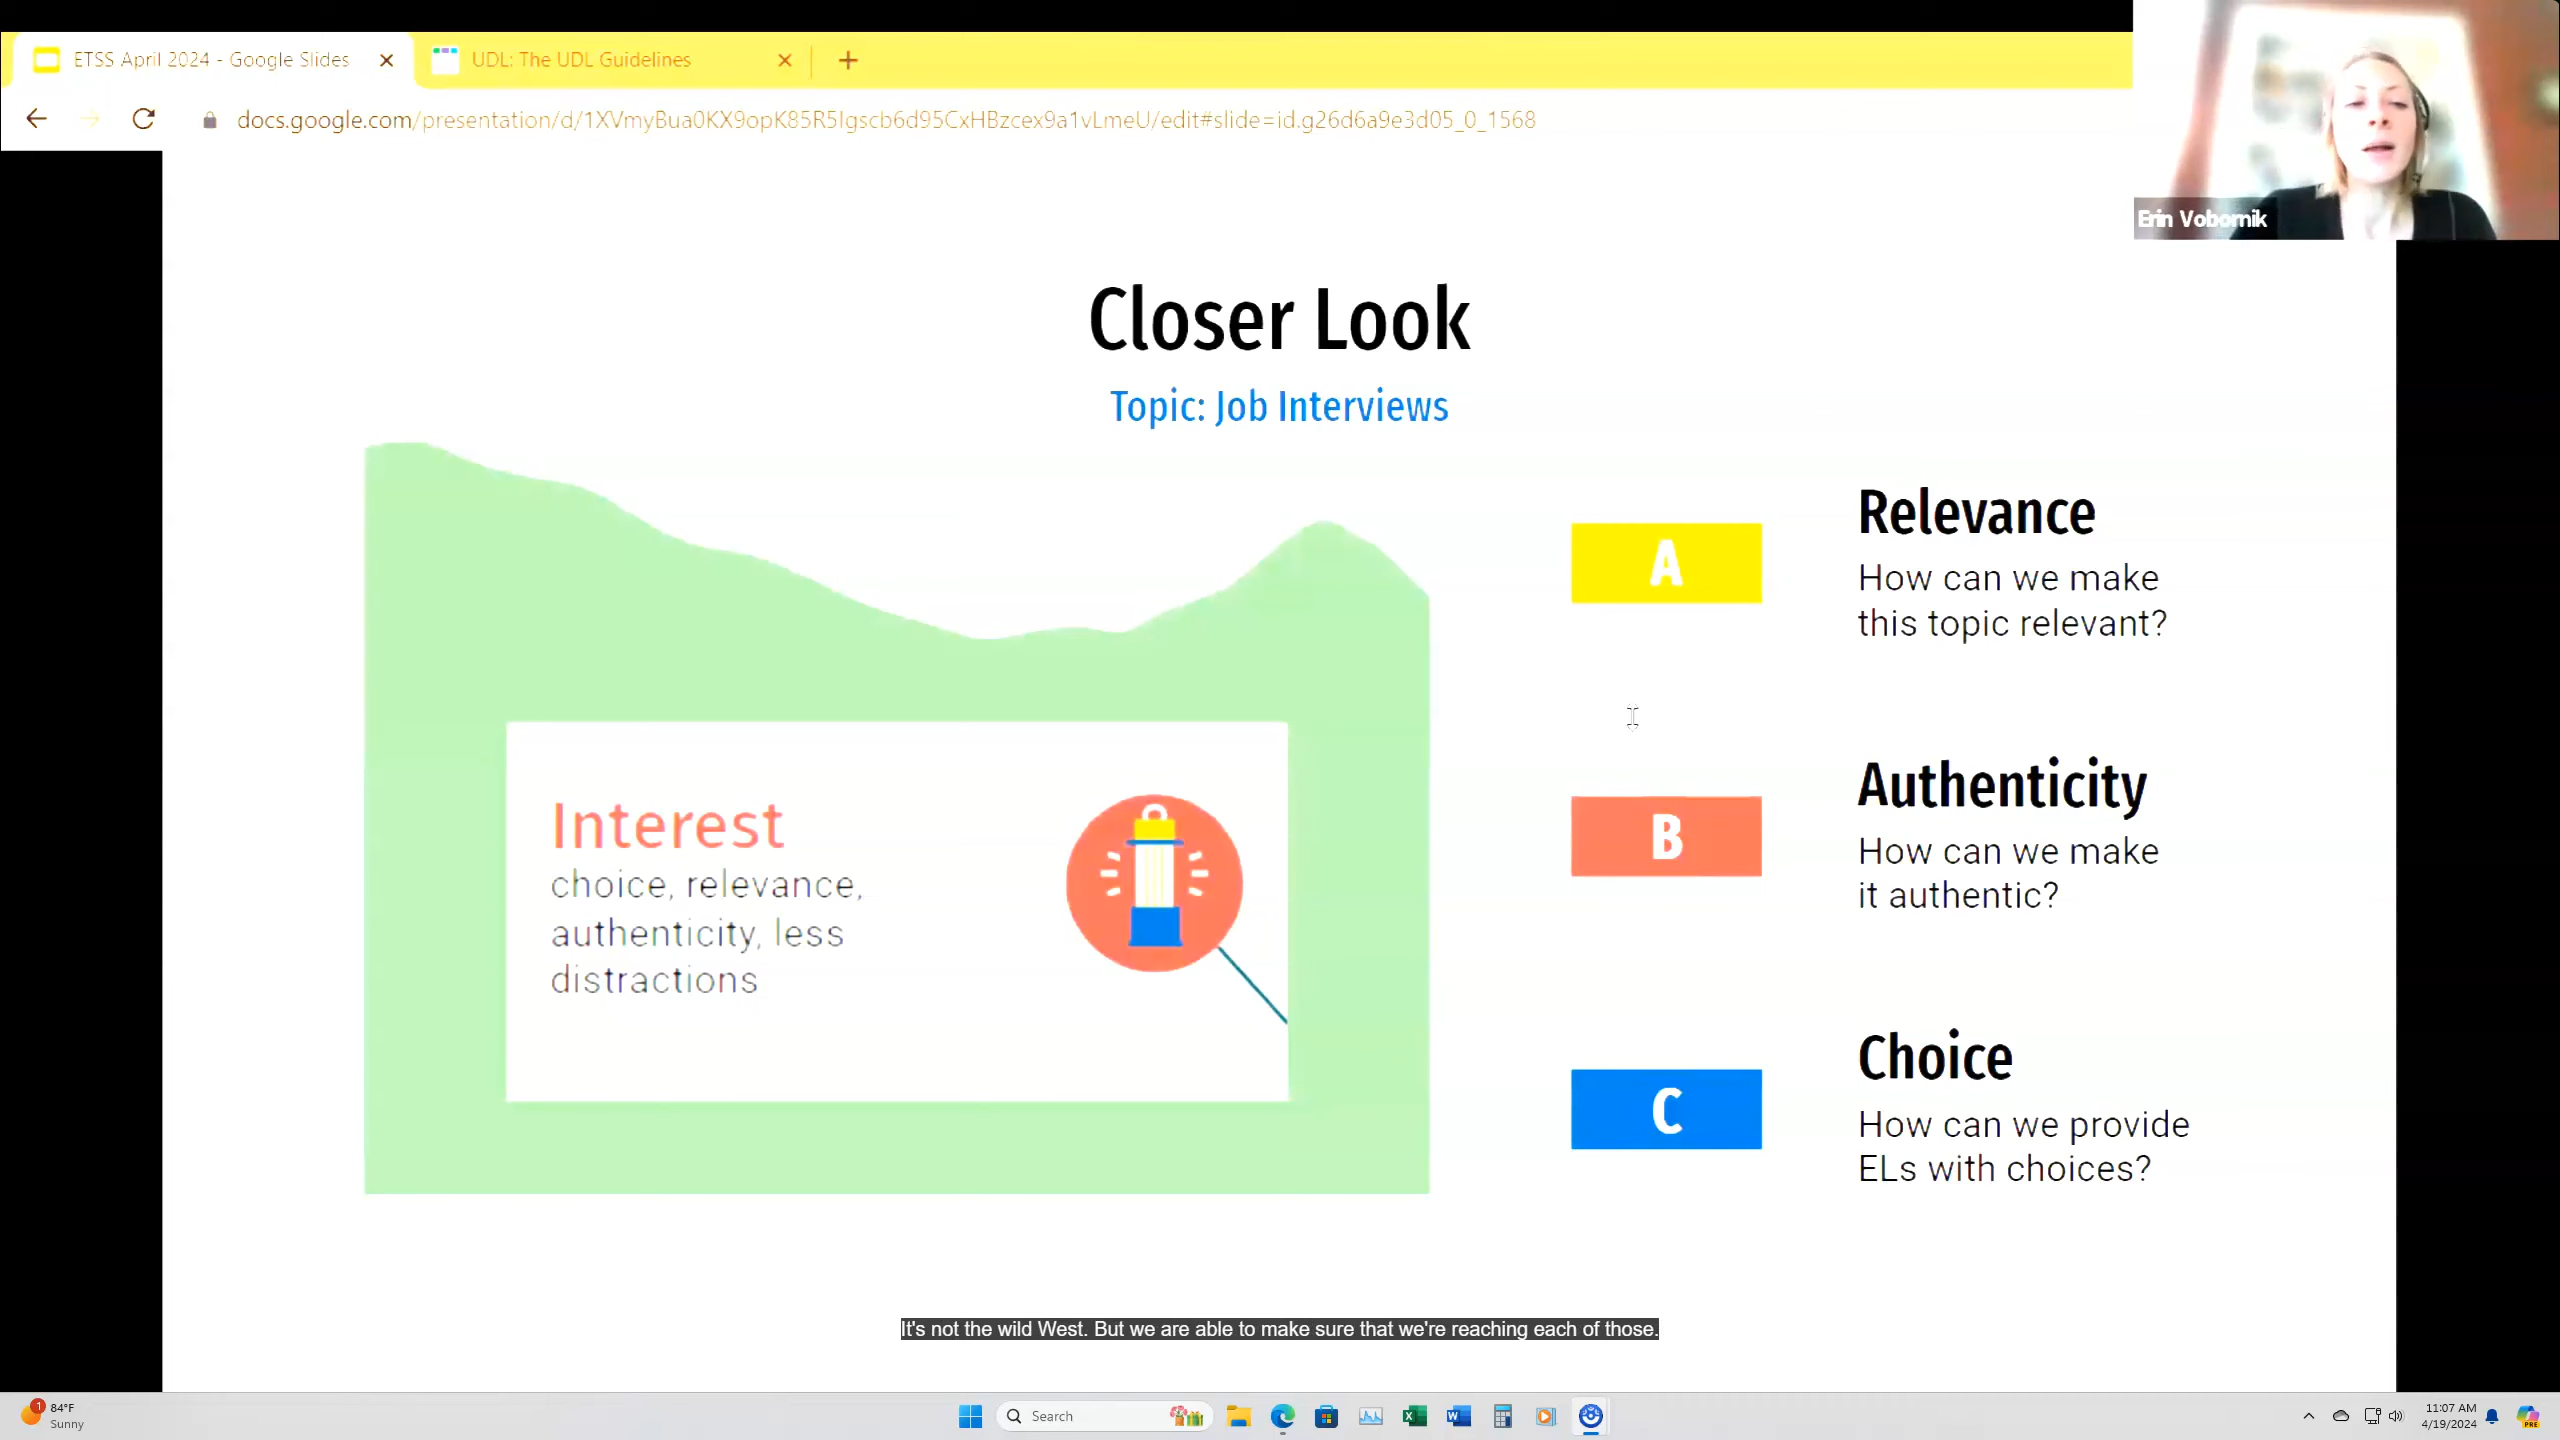 ETSS April 2024 - Google Slides
UDL: The UDL Guidelines
docs.google.com/presentation/d/1XVmyBua0KX9opK85R5Igscb6d95CxHBzcex9a1vLmeU/edit#slide=id.g26d6a9e3d05_0_1568
Erin Vobornik
Closer Look
Topic: Job Interviews
Interest
choice, relevance,
authenticity, less
distractions
A
Relevance
How can we make
this topic relevant?
B
Authenticity
How can we make
it authentic?
C
Choice
How can we provide
ELs with choices?
It's not the wild West. But we are able to make sure that we're reaching each of those.
1
84°F
Sunny
Search
11:07 AM
4/19/2024
PRE